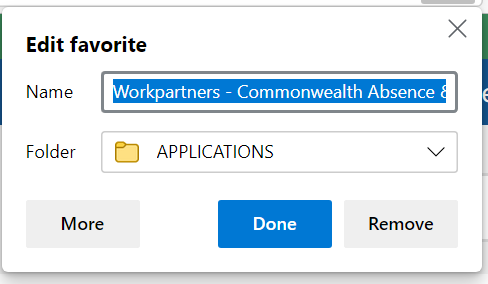 Edit favorite
Name Workpartners - Commonwealth Absence &
Folder APPLICATIONS
More Done Remove